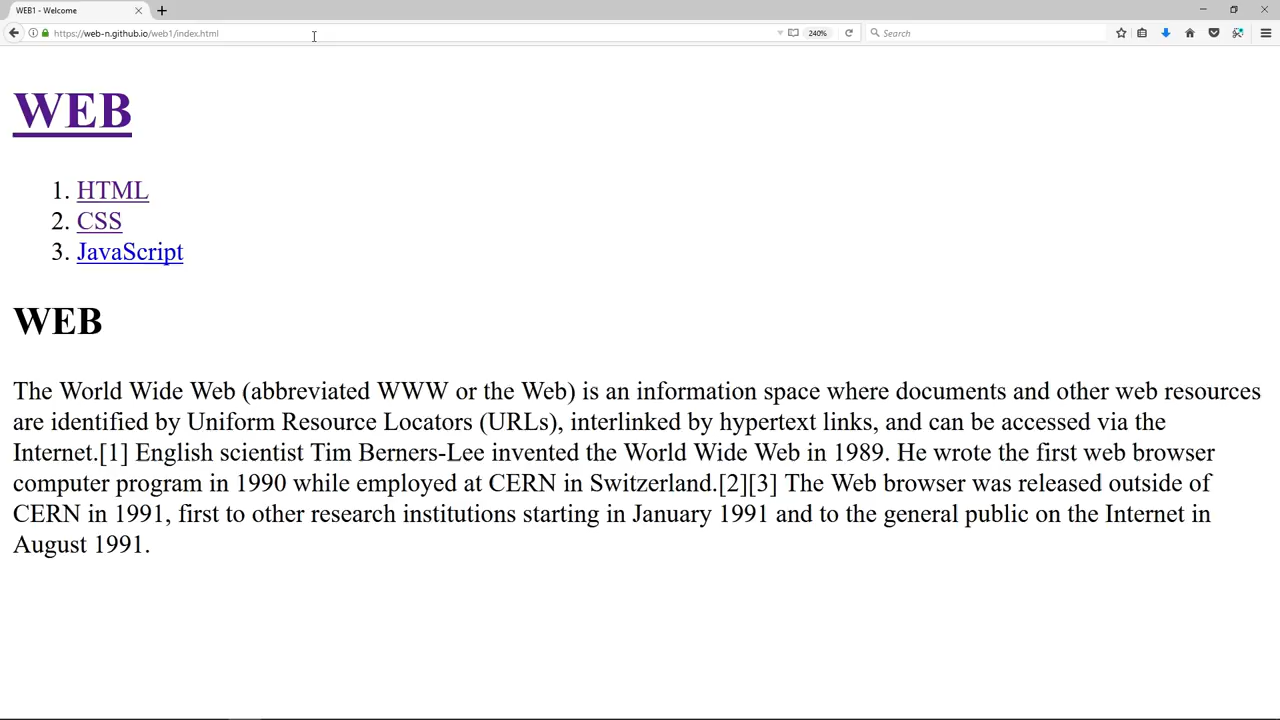 WEB1 - Welcome
https://web-n.github.io/web1/index.html
240%
Search
WEB
1. HTML
2. CSS
3. JavaScript
WEB
The World Wide Web (abbreviated WWW or the Web) is an information space where documents and other web resources
are identified by Uniform Resource Locators (URLs), interlinked by hypertext links, and can be accessed via the
Internet.[1] English scientist Tim Berners-Lee invented the World Wide Web in 1989. He wrote the first web browser
computer program in 1990 while employed at CERN in Switzerland.[2][3] The Web browser was released outside of
CERN in 1991, first to other research institutions starting in January 1991 and to the general public on the Internet in
August 1991.